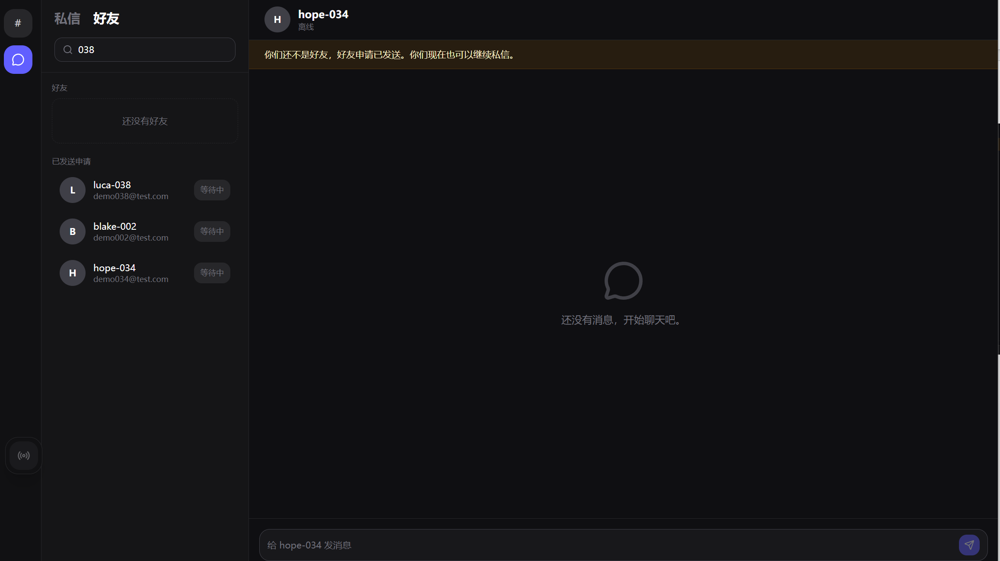 #
私信 好友
038
好友
还没有好友
已发送申请
L
luca-038
demo038@test.com
等待中
B
blake-002
demo002@test.com
等待中
H
hope-034
demo034@test.com
等待中
H
hope-034
离线
你们还不是好友，好友申请已发送。你们现在也可以继续私信。
还没有消息，开始聊天吧。
给 hope-034 发消息